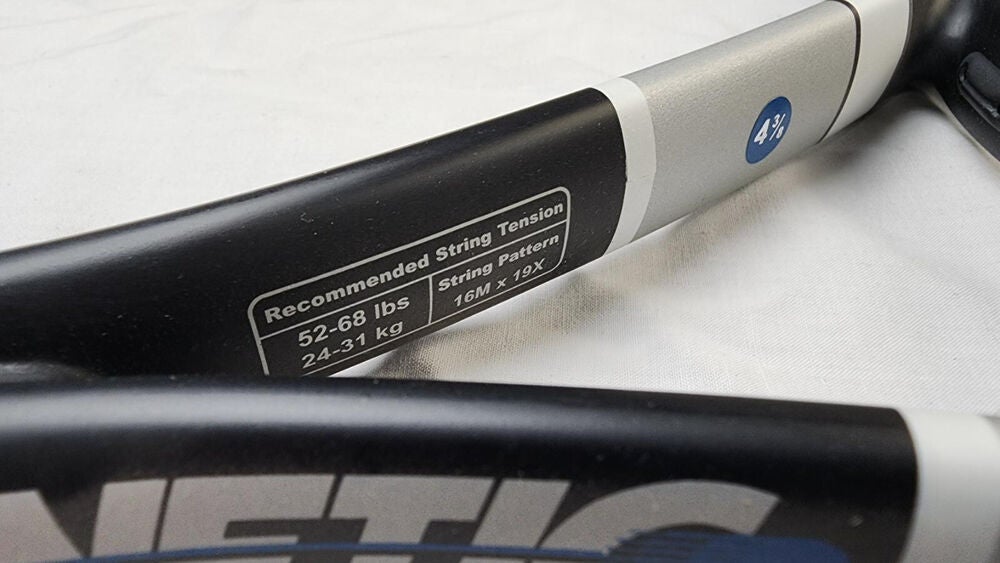 4 3/8
Recommended String Tension
52-68 lbs
24-31 kg
String Pattern
16M x 19X
NETIC